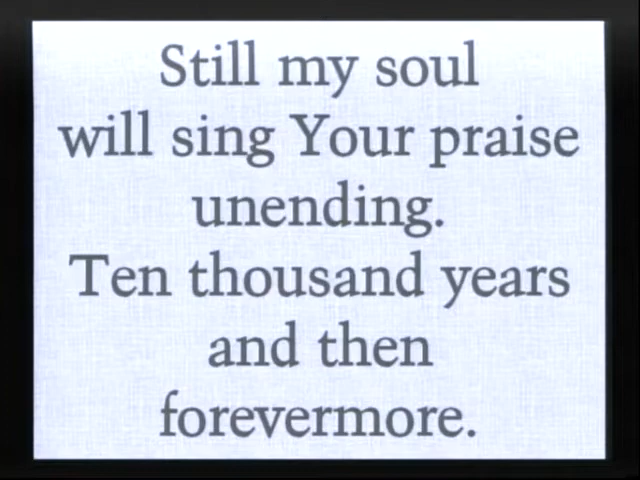 Still my soul
will sing Your praise
unending.
Ten thousand years
and then
forevermore.